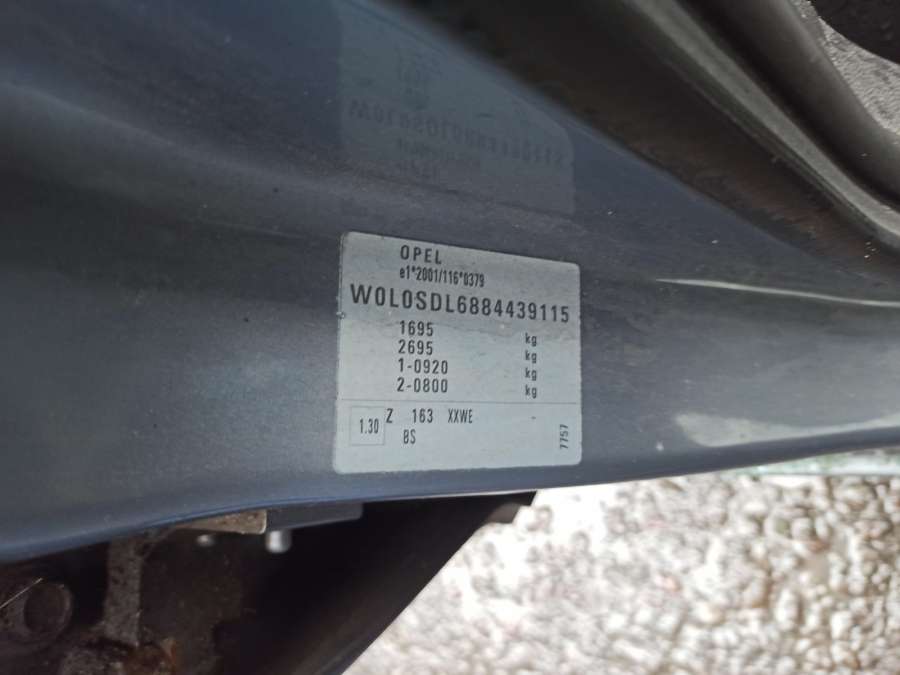 OPEL
e1*2001/116*0379
W0L0SDL6884439115
1695 kg
2695 kg
1-0920 kg
2-0800 kg
1.30 Z 163 XXWE -
BS
7757